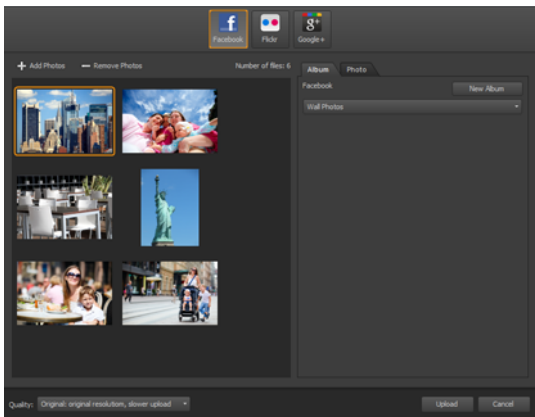 f
g+
Facebook
Flickr
Google+
Add Photos
Remove Photos
Number of files: 6
Album
Photo
Facebook
New Album
Wall Photos
Quality:
Original: original resolution, slower upload
Upload
Cancel